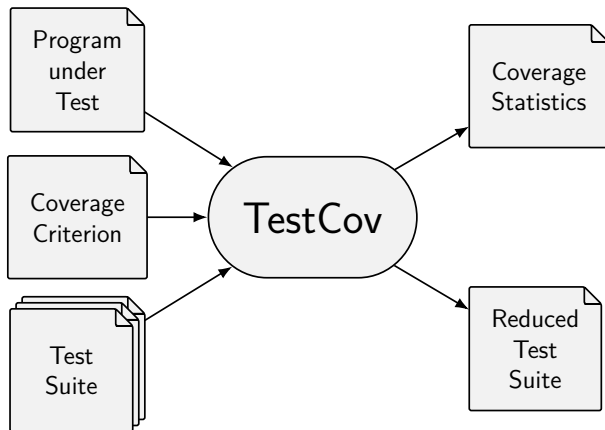 Program
under
Test
Coverage
Criterion
Test
Suite
TestCov
Coverage
Statistics
Reduced
Test
Suite